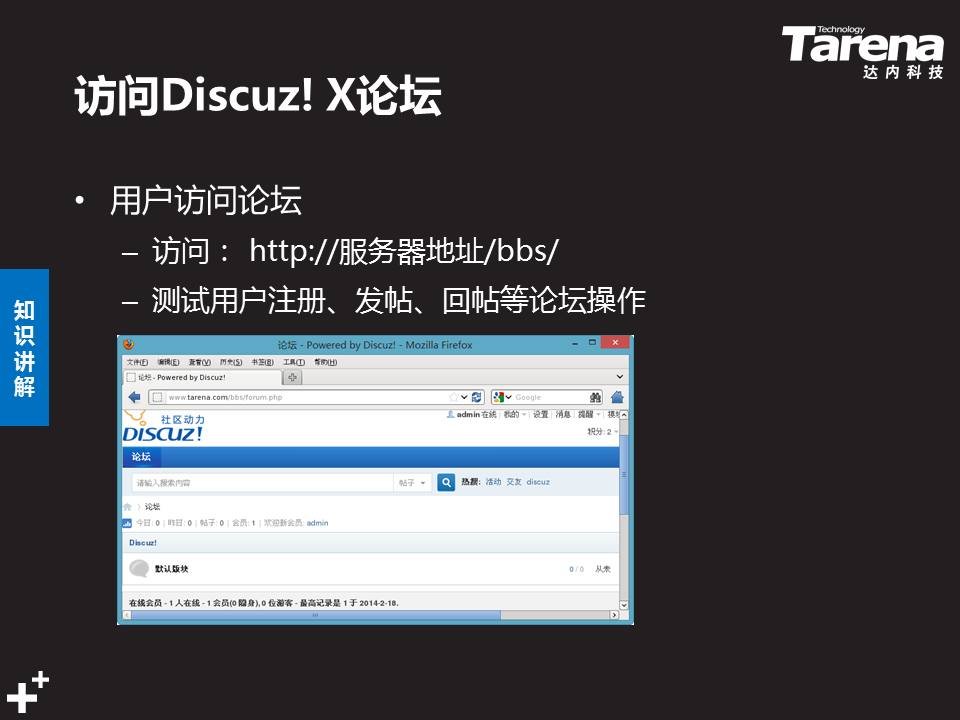 Technology
Tarena
达内科技
访问Discuz! X论坛
• 用户访问论坛
– 访问： http://服务器地址/bbs/
– 测试用户注册、发帖、回帖等论坛操作
知识讲解
论坛 - Powered by Discuz! - Mozilla Firefox
文件(F) 编辑(E) 查看(V) 历史(S) 书签(B) 工具(T) 帮助(H)
论坛 - Powered by Discuz!
www.tarena.com/bbs/forum.php
Google
社区动力
DISCUZ!
admin 在线 | 我的 | 设置 | 消息 | 提醒 | 模块
积分: 2
论坛
请输入搜索内容
帖子
热搜: 活动 交友 discuz
论坛
今日: 0 | 昨日: 0 | 帖子: 0 | 会员: 1 | 欢迎新会员: admin
Discuz!
默认版块
0 / 0
从未
在线会员 - 1 人在线 - 1 会员(0 隐身), 0 位游客 - 最高记录是 1 于 2014-2-18.